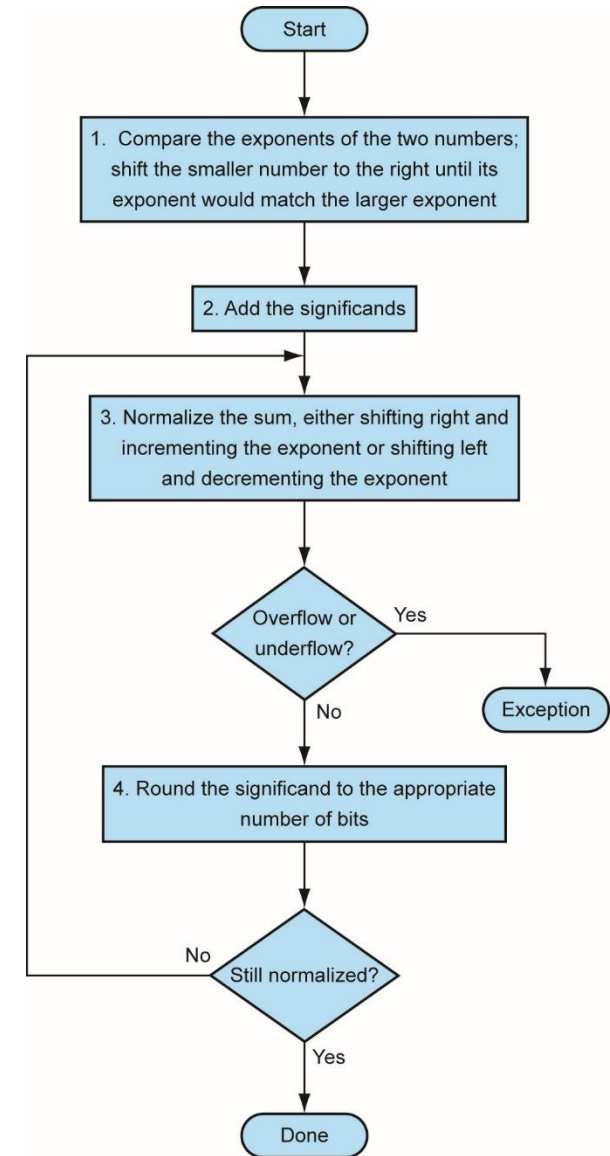 Start
1. Compare the exponents of the two numbers;
shift the smaller number to the right until its
exponent would match the larger exponent
2. Add the significands
3. Normalize the sum, either shifting right and
incrementing the exponent or shifting left
and decrementing the exponent
Overflow or
underflow?
Yes
No
Exception
4. Round the significand to the appropriate
number of bits
No
Still normalized?
Yes
Done